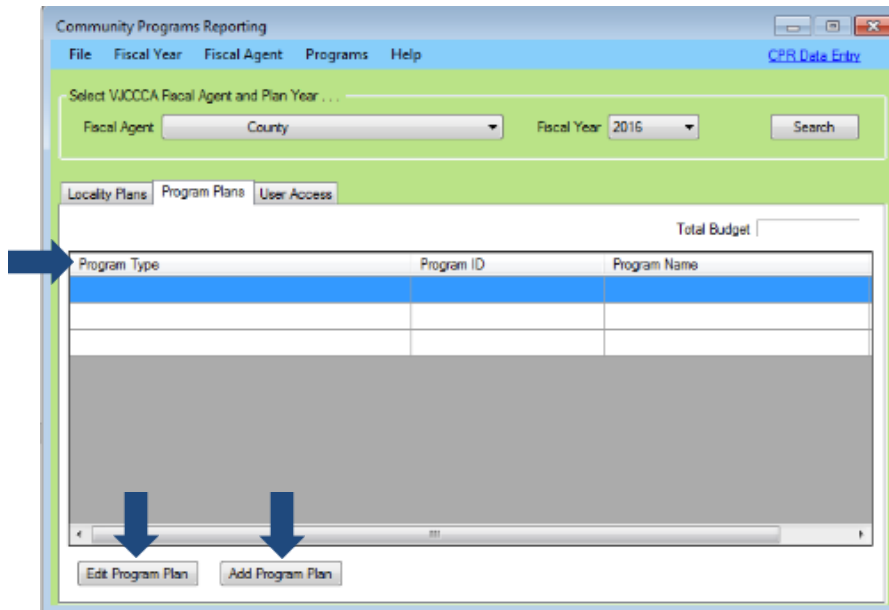 Community Programs Reporting
File Fiscal Year Fiscal Agent Programs Help CPR Data Entry
Select VJCCCA Fiscal Agent and Plan Year . . .
Fiscal Agent County Fiscal Year 2016 Search
Locality Plans Program Plans User Access
Total Budget
Program Type Program ID Program Name
Edit Program Plan Add Program Plan